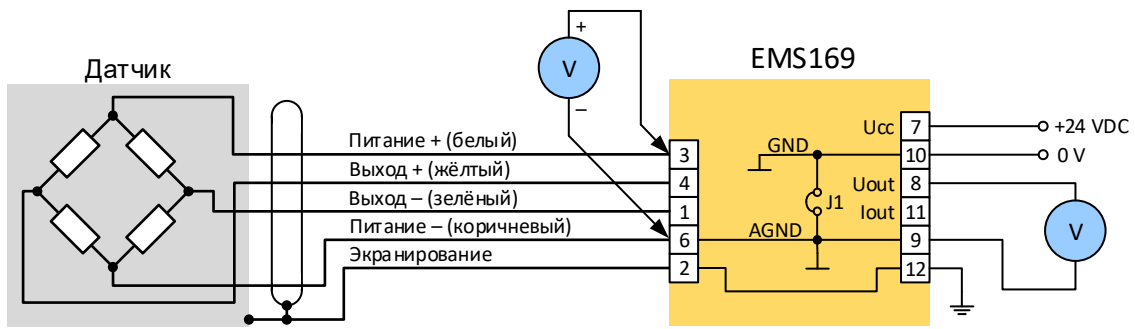 EMS169
Датчик
+
V
–
Питание + (белый)
Выход + (жёлтый)
Выход – (зелёный)
Питание – (коричневый)
Экранирование
3
4
1
6
2
GND
J1
AGND
Ucc
Uout
Iout
7
10
8
11
9
12
+24 VDC
0 V
V